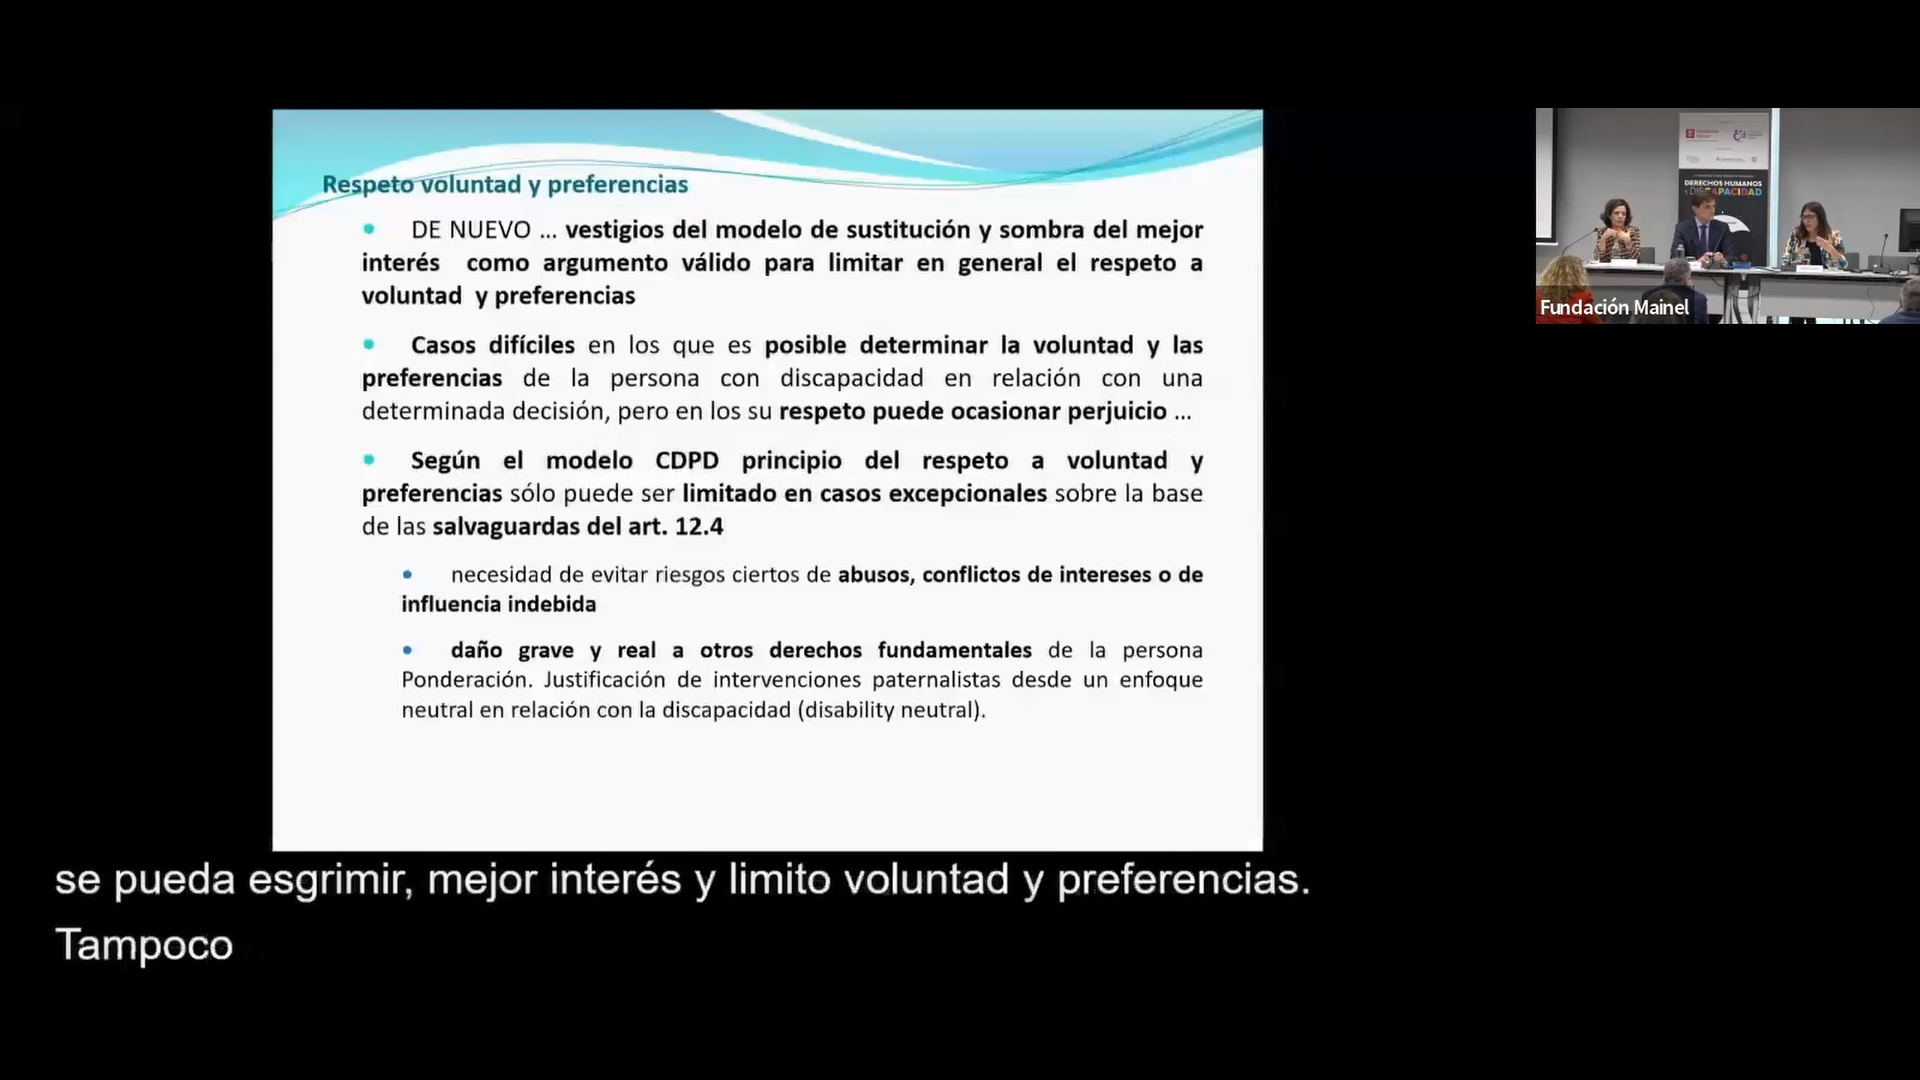 Respeto voluntad y preferencias
• DE NUEVO ... vestigios del modelo de sustitución y sombra del mejor
interés como argumento válido para limitar en general el respeto a
voluntad y preferencias
• Casos difíciles en los que es posible determinar la voluntad y las
preferencias de la persona con discapacidad en relación con una
determinada decisión, pero en los su respeto puede ocasionar perjuicio ...
• Según el modelo CDPD principio del respeto a voluntad y
preferencias sólo puede ser limitado en casos excepcionales sobre la base
de las salvaguardas del art. 12.4
• necesidad de evitar riesgos ciertos de abusos, conflictos de intereses o de
influencia indebida
• daño grave y real a otros derechos fundamentales de la persona
Ponderación. Justificación de intervenciones paternalistas desde un enfoque
neutral en relación con la discapacidad (disability neutral).
DERECHOS HUMANOS
Y DISCAPACIDAD
Fundación Mainel
se pueda esgrimir, mejor interés y limito voluntad y preferencias.
Tampoco